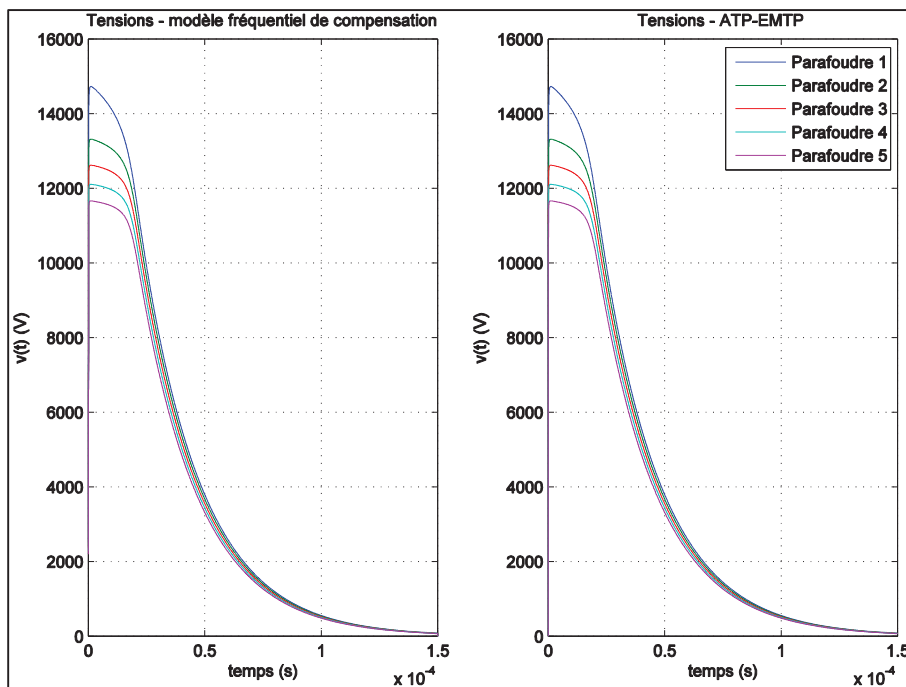 Tensions - modèle fréquentiel de compensation
16000
14000
12000
10000
8000
6000
4000
2000
0
v(t) (V)
0
0.5
1
1.5
temps (s)
x 10⁻⁴
Tensions - ATP-EMTP
16000
14000
12000
10000
8000
6000
4000
2000
0
v(t) (V)
0
0.5
1
1.5
temps (s)
x 10⁻⁴
Parafoudre 1
Parafoudre 2
Parafoudre 3
Parafoudre 4
Parafoudre 5